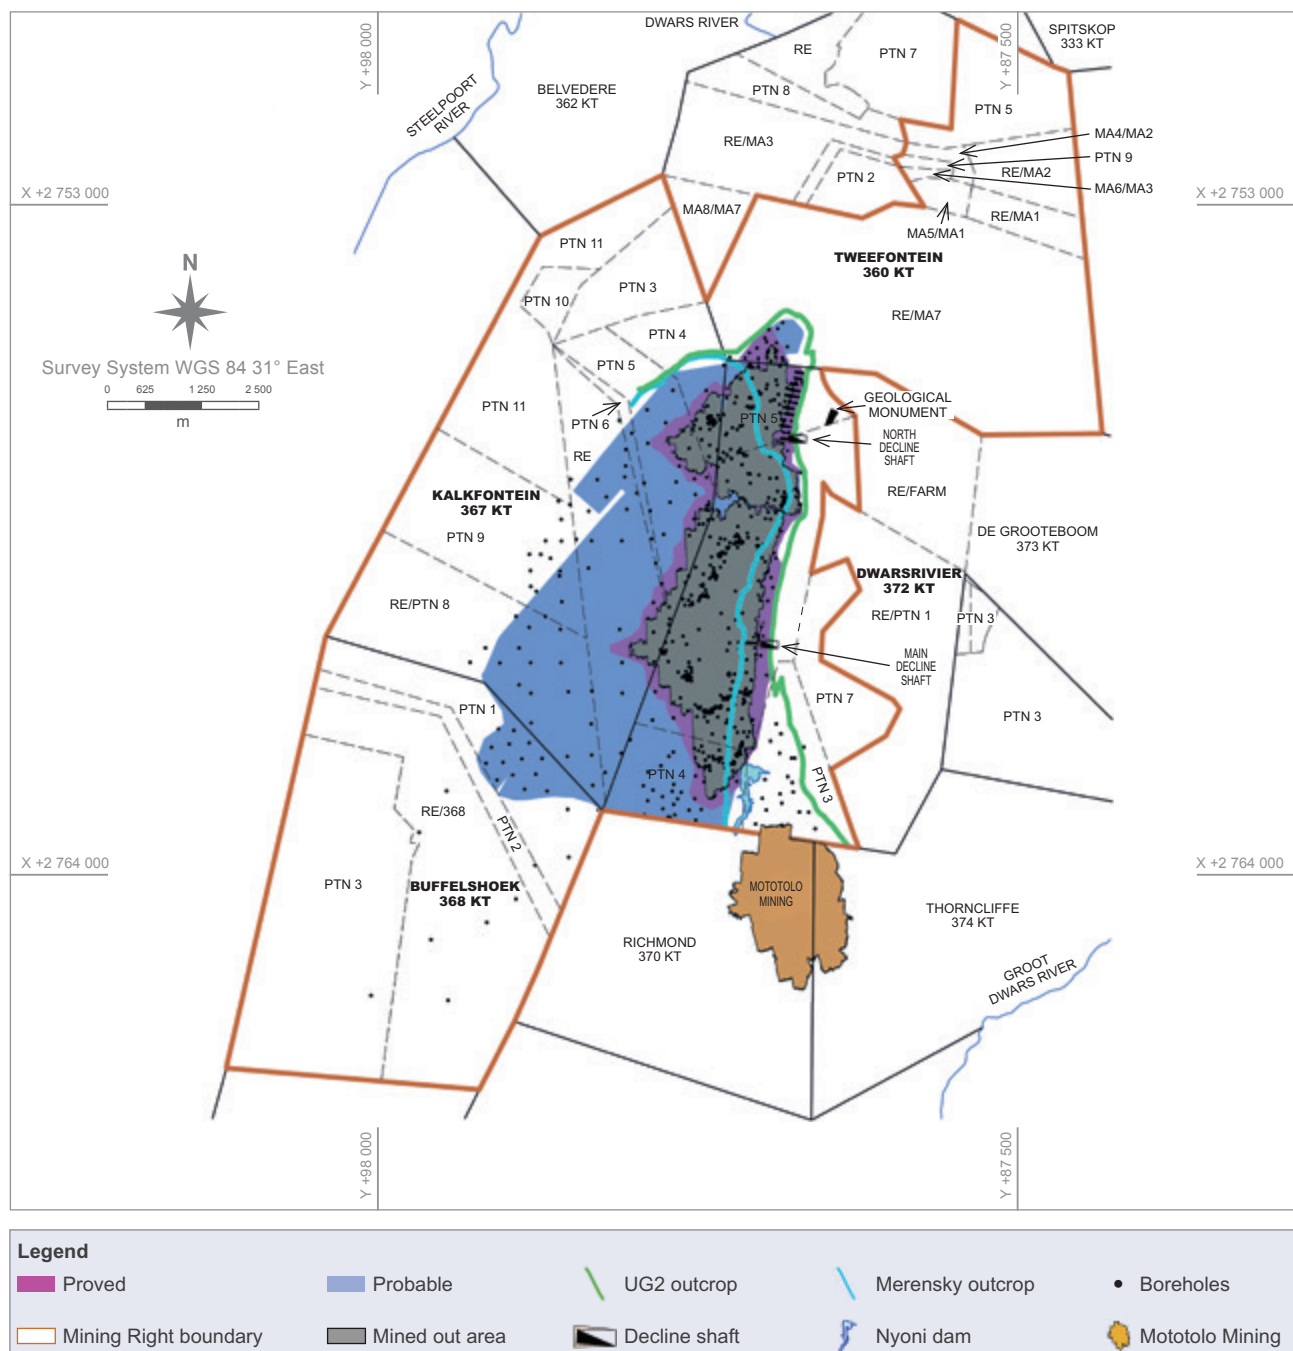 DWARS RIVER
SPITSKOP
333 KT
Y +98 000
Y +87 500
RE
PTN 7
STEELPOORT
RIVER
BELVEDERE
362 KT
PTN 8
PTN 5
MA4/MA2
RE/MA3
PTN 9
RE/MA2
PTN 2
MA6/MA3
X +2 753 000
X +2 753 000
MA8/MA7
RE/MA1
MA5/MA1
PTN 11
TWEEFONTEIN
360 KT
N
PTN 3
PTN 10
RE/MA7
PTN 4
Survey System WGS 84 31° East
0 625 1 250 2 500
m
PTN 5
GEOLOGICAL
MONUMENT
PTN 11
PTN 6
PTN 5
NORTH
DECLINE
SHAFT
RE
KALKFONTEIN
367 KT
RE/FARM
PTN 9
DE GROOTEBOOM
373 KT
DWARSRIVIER
372 KT
RE/PTN 8
RE/PTN 1
PTN 3
MAIN
DECLINE
SHAFT
PTN 1
PTN 7
PTN 3
PTN 4
PTN 3
RE/368
PTN 2
X +2 764 000
X +2 764 000
PTN 3
BUFFELSHOEK
368 KT
MOTOTOLO
MINING
THORNCLIFFE
374 KT
RICHMOND
370 KT
GROOT
DWARS RIVER
Y +98 000
Y +87 500
Legend
Proved
Probable
UG2 outcrop
Merensky outcrop
Boreholes
Mining Right boundary
Mined out area
Decline shaft
Nyoni dam
Mototolo Mining